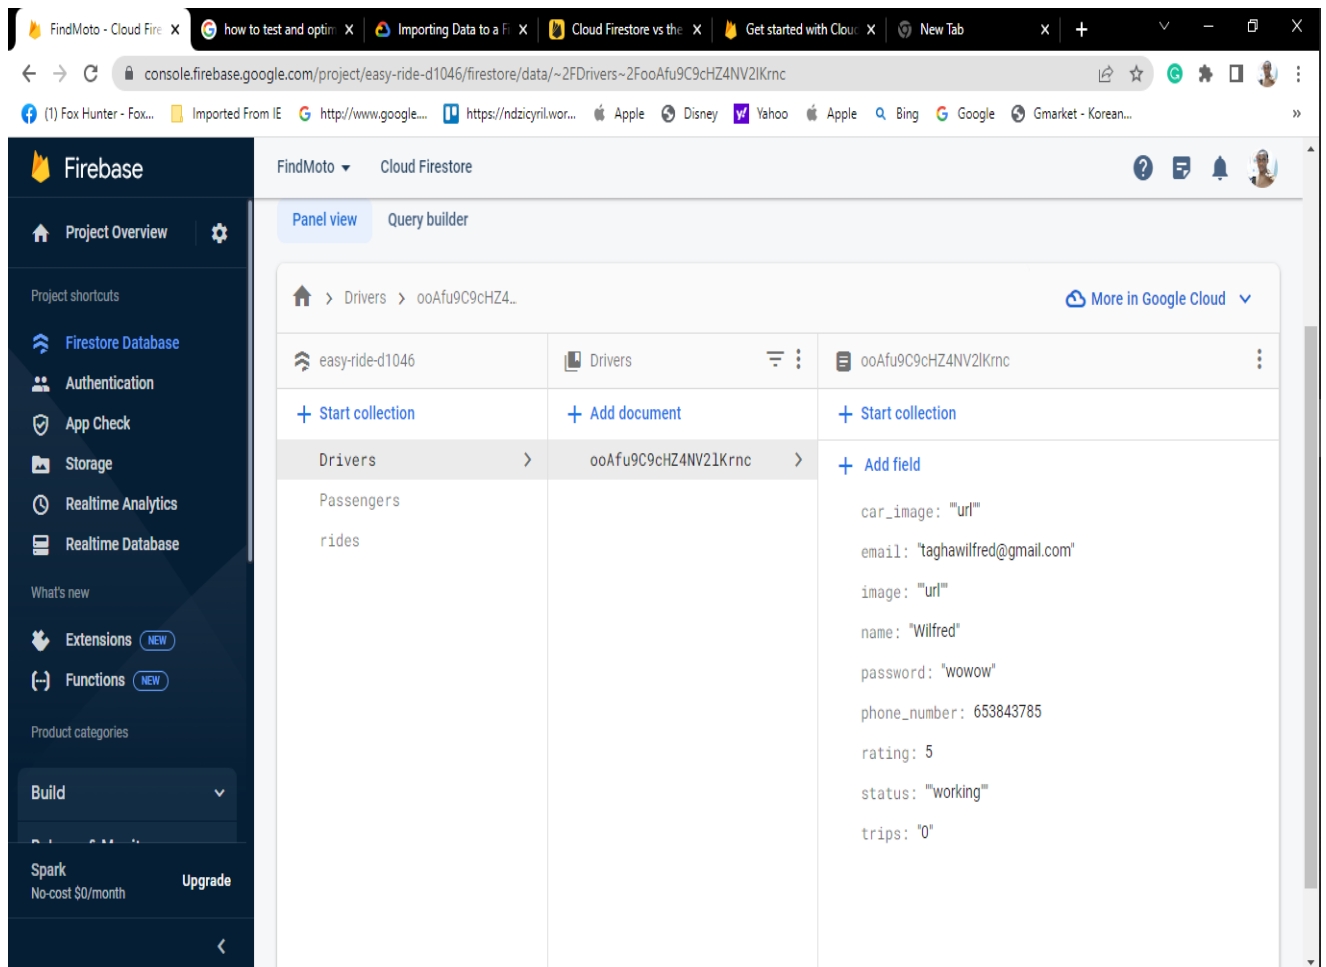 FindMoto - Cloud Fire
how to test and optim
Importing Data to a Fi
Cloud Firestore vs the
Get started with Clouc
New Tab
console.firebase.google.com/project/easy-ride-d1046/firestore/data/~2FDrivers~2FooAfu9C9cHZ4NV2lKrnc
(1) Fox Hunter - Fox...
Imported From IE
http://www.google....
https://ndzicyril.wor...
Apple
Disney
Yahoo
Apple
Bing
Google
Gmarket - Korean...
Firebase
FindMoto
Cloud Firestore
Project Overview
Project shortcuts
Firestore Database
Authentication
App Check
Storage
Realtime Analytics
Realtime Database
What's new
Extensions NEW
Functions NEW
Product categories
Build
Spark
No-cost $0/month
Upgrade
Panel view
Query builder
Drivers
ooAfu9C9cHZ4...
More in Google Cloud
easy-ride-d1046
Start collection
Drivers
Passengers
rides
Drivers
Add document
ooAfu9C9cHZ4NV2lKrnc
ooAfu9C9cHZ4NV2lKrnc
Start collection
Add field
car_image: ""url""
email: "taghawilfred@gmail.com"
image: ""url""
name: "Wilfred"
password: "wowow"
phone_number: 653843785
rating: 5
status: ""working""
trips: "0"